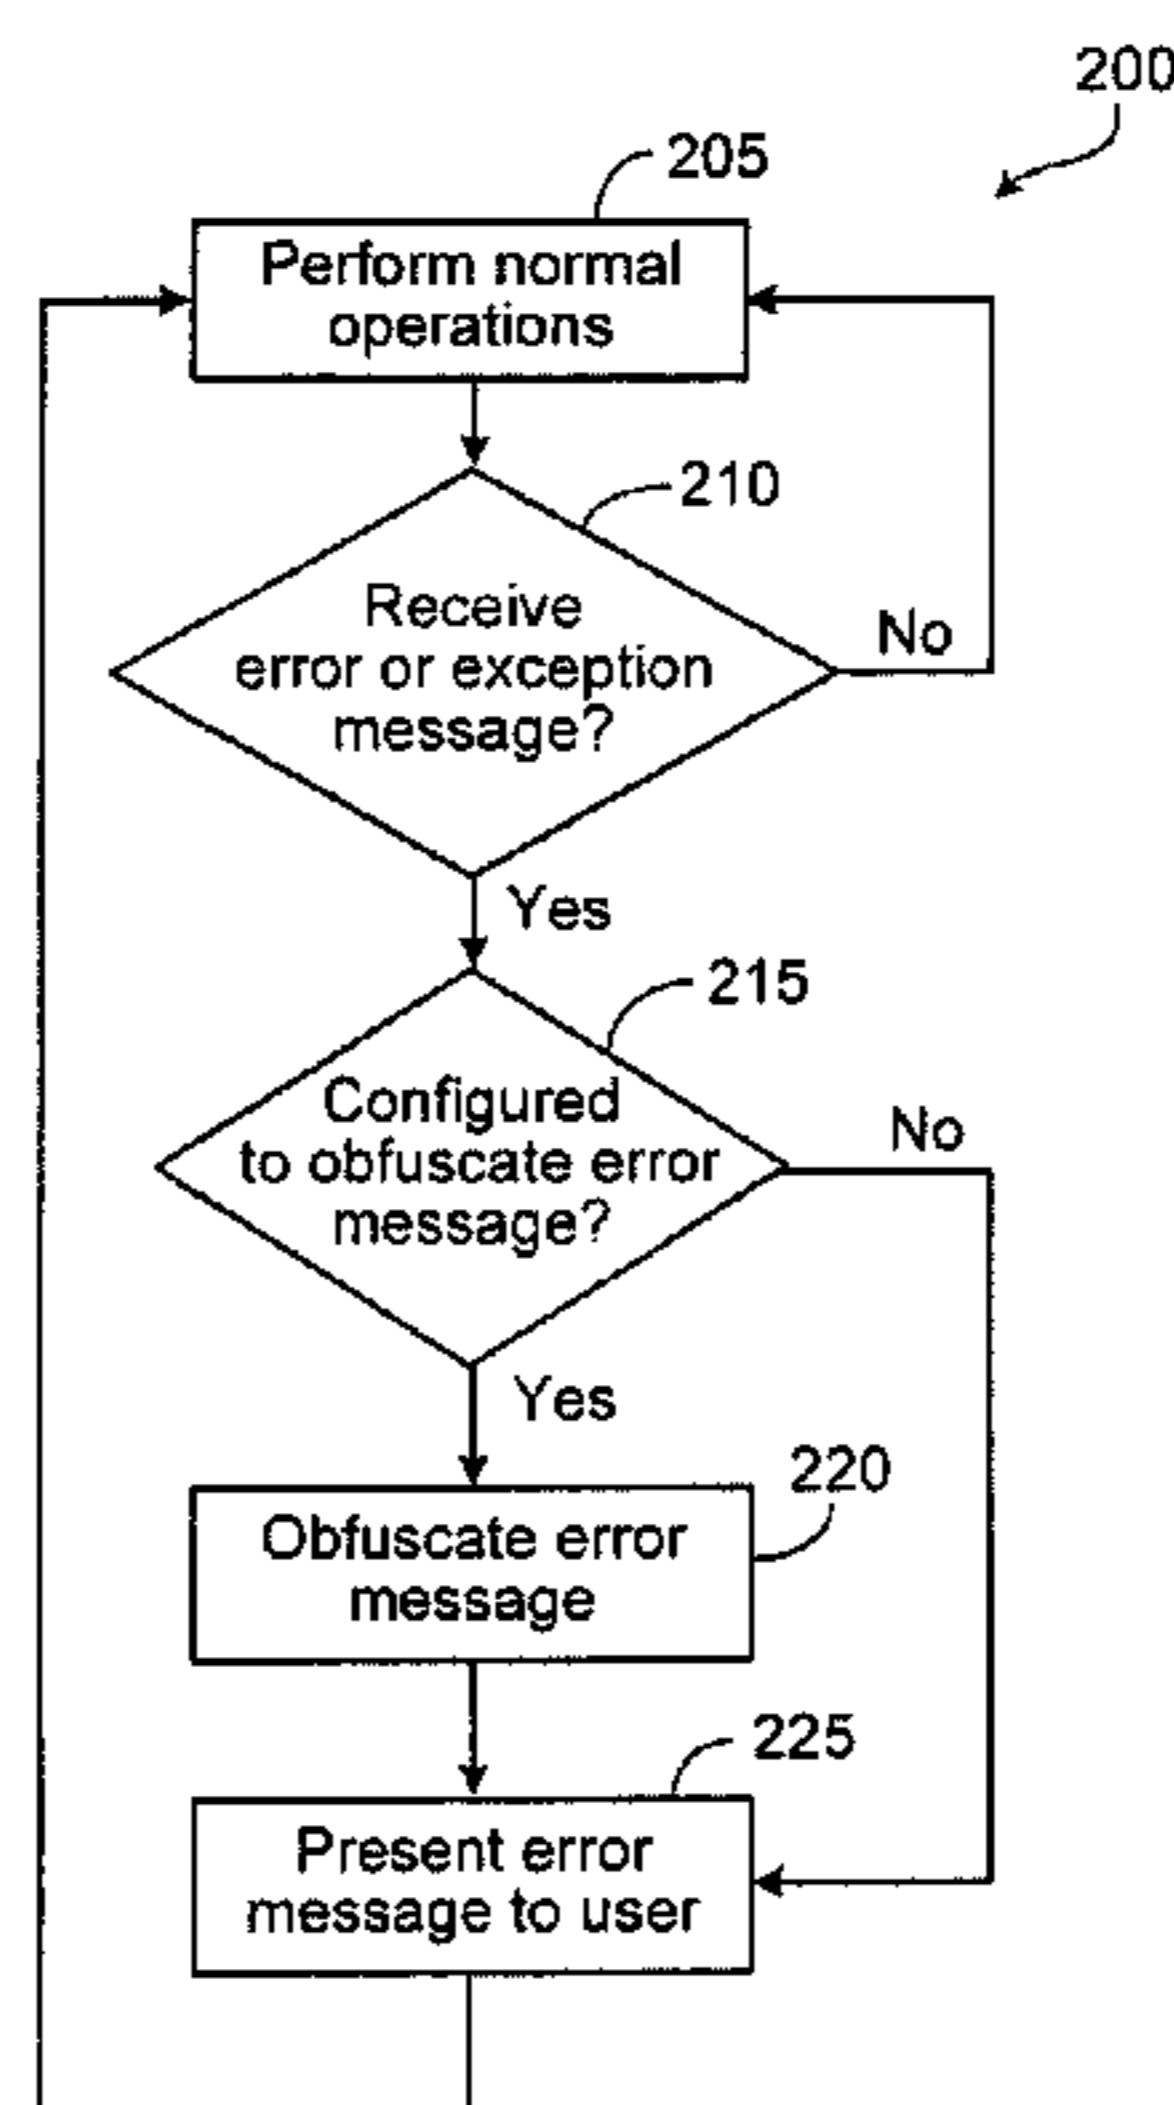 200
205
Perform normal
operations
210
Receive
error or exception
message?
No
Yes
215
Configured
to obfuscate error
message?
No
Yes
220
Obfuscate error
message
225
Present error
message to user